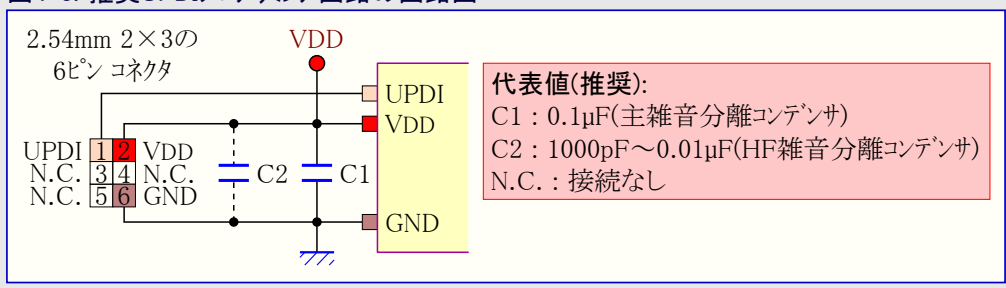 2.54mm 2×3の
6ピン コネクタ
VDD
UPDI
VDD
GND
UPDI 1 2 VDD
N.C. 3 4 N.C.
N.C. 5 6 GND
C2
C1
代表値(推奨):
C1 : 0.1µF(主雑音分離コンデンサ)
C2 : 1000pF～0.01µF(HF雑音分離コンデンサ)
N.C. : 接続なし